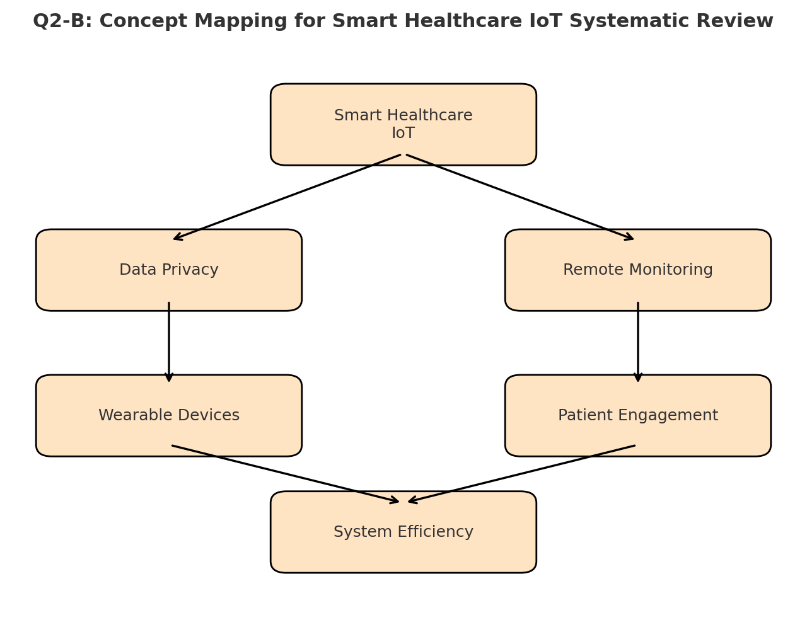 Q2-B: Concept Mapping for Smart Healthcare IoT Systematic Review
Smart Healthcare
IoT
Data Privacy
Remote Monitoring
Wearable Devices
Patient Engagement
System Efficiency